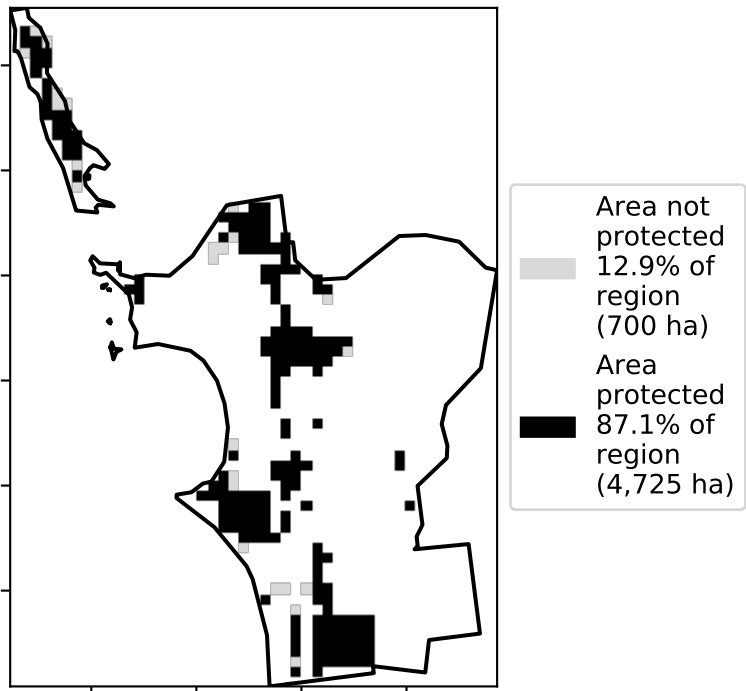 Area not
protected
12.9% of
region
(700 ha)
Area
protected
87.1% of
region
(4,725 ha)